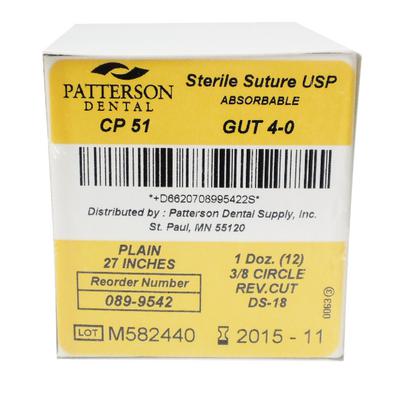 PATTERSON
DENTAL
CP 51
Sterile Suture USP
ABSORBABLE
GUT 4-0
*+D6620708995422S*
Distributed by : Patterson Dental Supply, Inc.
St. Paul, MN 55120
PLAIN
27 INCHES
Reorder Number
089-9542
1 Doz. (12)
3/8 CIRCLE
REV.CUT
DS-18
0063 ③
LOT M582440
2015 - 11